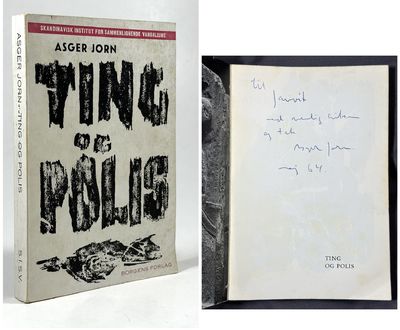 SKANDINAVISK INSTITUT FOR SAMMENLIGNENDE VANDALISME
ASGER JORN
TING
OG
POLIS
BORGENS FORLAG
ASGER JORN · TING OG POLIS
S I S V
til
med venlig hilsen
og tak
Asger Jorn
maj 64.
TING
OG POLIS